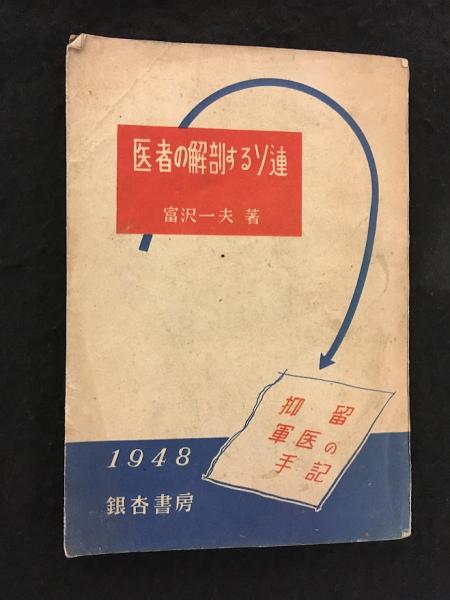 医者の解剖するソ連
富沢一夫 著
抑留
軍医の
手記
1948
銀杏書房